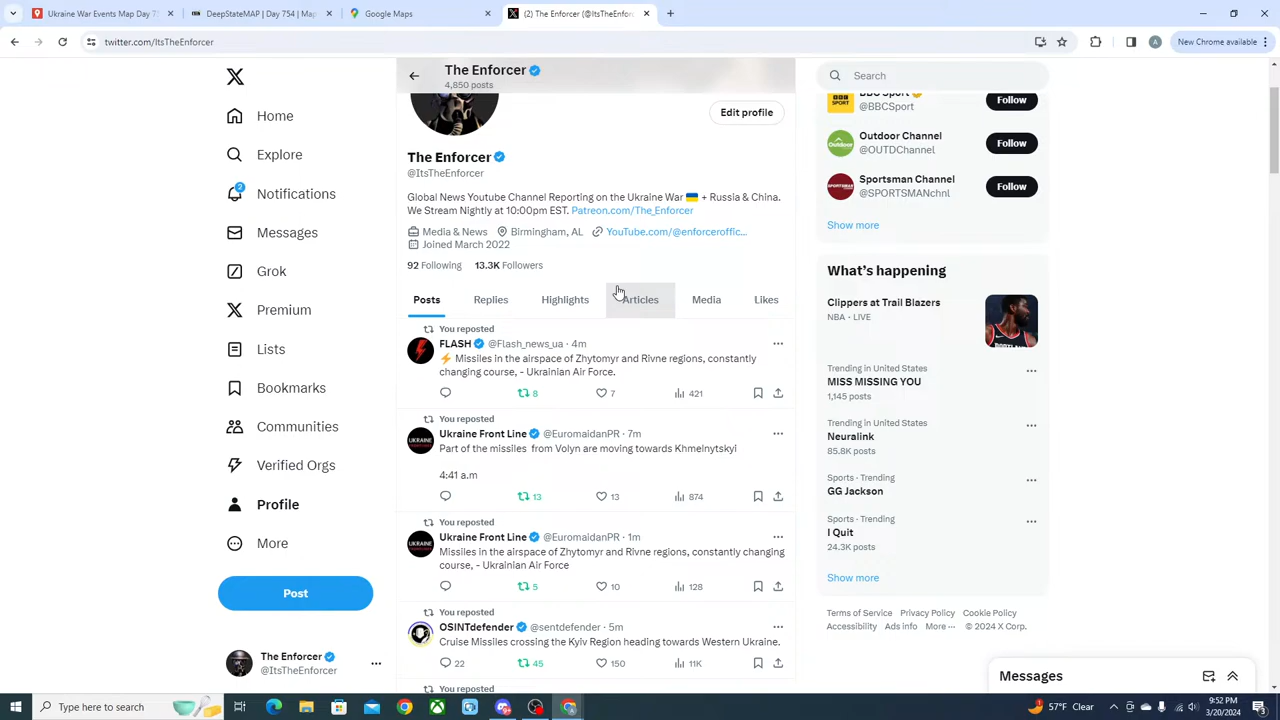 Ukraine Events Map Day 7
DeepStateMAP | Day 754 | Map
Google Maps
(2) The Enforcer (@ItsTheEnfo
twitter.com/ItsTheEnforcer
A
New Chrome available
The Enforcer
4,850 posts
Edit profile
The Enforcer
@ItsTheEnforcer
Global News Youtube Channel Reporting on the Ukraine War 🇺🇦 + Russia & China.
We Stream Nightly at 10:00pm EST. Patreon.com/The_Enforcer
Media & News Birmingham, AL YouTube.com/@enforceroffic...
Joined March 2022
92 Following 13.3K Followers
Posts Replies Highlights Articles Media Likes
You reposted
FLASH @Flash_news_ua · 4m
⚡ Missiles in the airspace of Zhytomyr and Rivne regions, constantly
changing course, - Ukrainian Air Force.
8 7 421
You reposted
UKRAINE
Ukraine Front Line @EuromaidanPR · 7m
Part of the missiles from Volyn are moving towards Khmelnytskyi
4:41 a.m
13 13 874
You reposted
UKRAINE
Ukraine Front Line @EuromaidanPR · 1m
Missiles in the airspace of Zhytomyr and Rivne regions, constantly changing
course, - Ukrainian Air Force
5 10 128
You reposted
OSINTdefender @sentdefender · 5m
Cruise Missiles crossing the Kyiv Region heading towards Western Ukraine.
22 45 150 11K
You reposted
Home
Explore
2
Notifications
Messages
Grok
Premium
Lists
Bookmarks
Communities
Verified Orgs
Profile
More
Post
The Enforcer
@ItsTheEnforcer
Search
BBC Sport
@BBCSport
SPORT
Follow
Outdoor Channel
@OUTDChannel
Follow
Sportsman Channel
@SPORTSMANchnl
Follow
Show more
What's happening
Clippers at Trail Blazers
NBA · LIVE
Trending in United States
MISS MISSING YOU
1,145 posts
Trending in United States
Neuralink
85.8K posts
Sports · Trending
GG Jackson
Sports · Trending
I Quit
24.3K posts
Show more
Terms of Service Privacy Policy Cookie Policy
Accessibility Ads info More ··· © 2024 X Corp.
Messages
Type here to search
57°F Clear
9:52 PM
3/20/2024